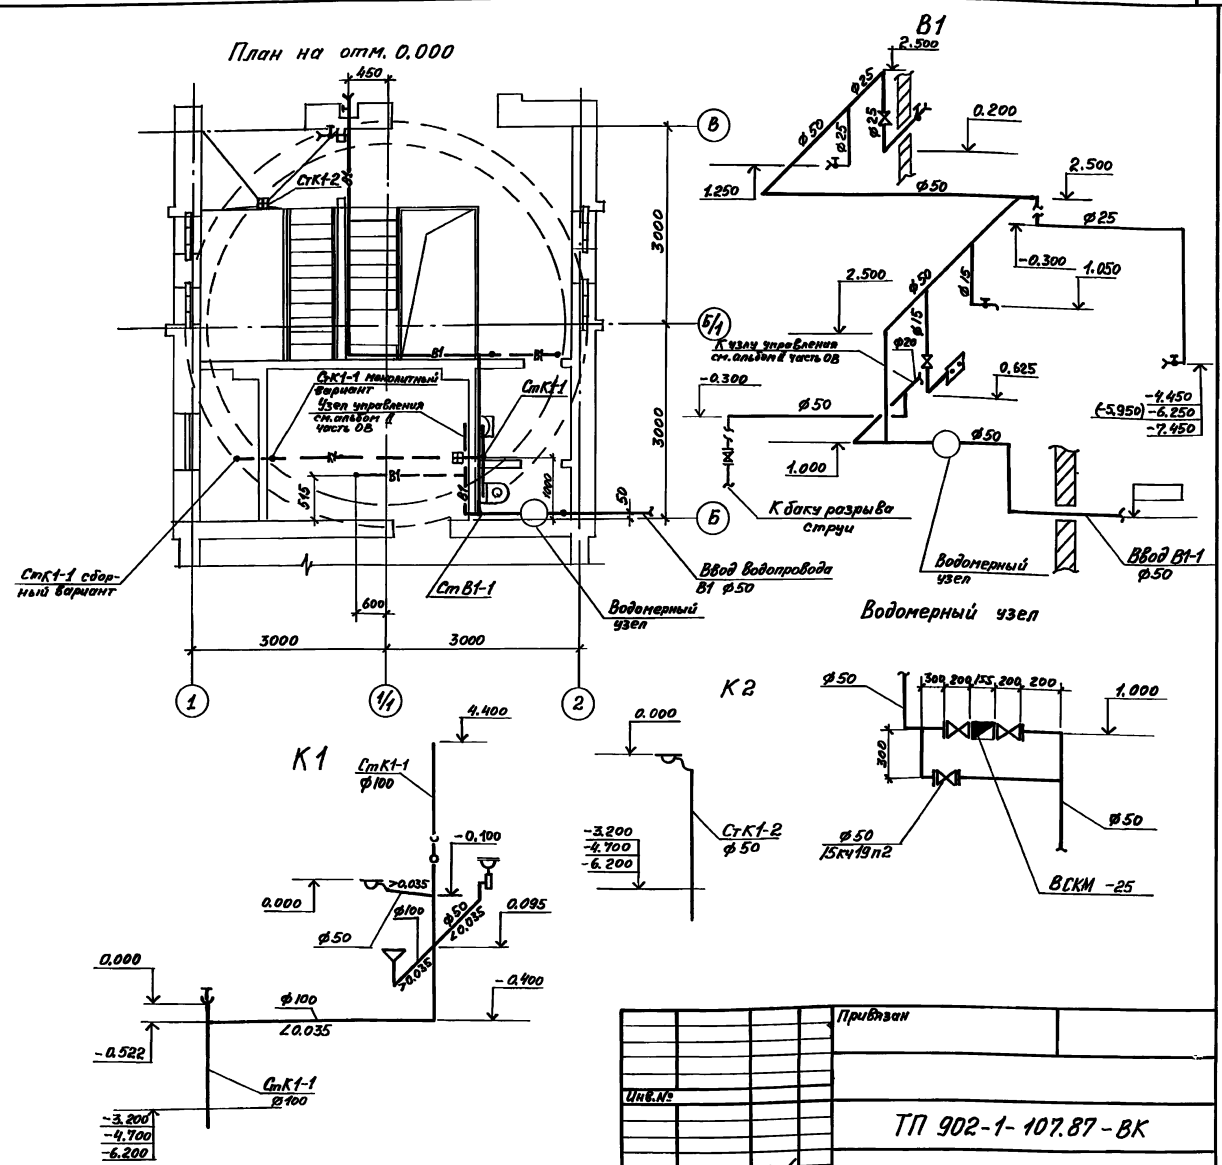 План на отм. 0.000
450
СтК1-2
В1
В
3000
Б/1
3000
Б
СтК1-1 монолитный
вариант
Узел управления
см. альбом II
часть ОВ
СтК1-1
В1
В1
В1
545
1000
50
СтК1-1 сбор-
ный вариант
600
СтВ1-1
Водомерный
узел
Ввод водопровода
В1 ф50
3000
3000
1
1/1
2
В1
2.500
ф25
ф50
ф25
ф25
0.200
1.250
ф50
2.500
ф25
-0.300
1.050
2.500
ф50
ф15
ф15
К узлу управления
см. альбом II часть ОВ
ф20
0.625
-0.300
ф50
-4.450
(-5.950) -6.250
-7.450
1.000
ф50
К баку разрыва
струи
Водомерный
узел
Ввод В1-1
ф50
Водомерный узел
ф50
300 200 155 200 200
1.000
300
ф50
15кч19п2
ф50
ВСКМ -25
К1
4.400
СтК1-1
ф100
-0.100
0.000
>0.035
ф50
ф100
ф50
<0.035
0.095
>0.035
0.000
ф100
<0.035
-0.400
-0.522
СтК1-1
ф100
-3.200
-4.700
-6.200
К2
0.000
СтК1-2
ф50
-3.200
-4.700
-6.200
Привязан
Инв.№
ТП 902-1-107.87-ВК